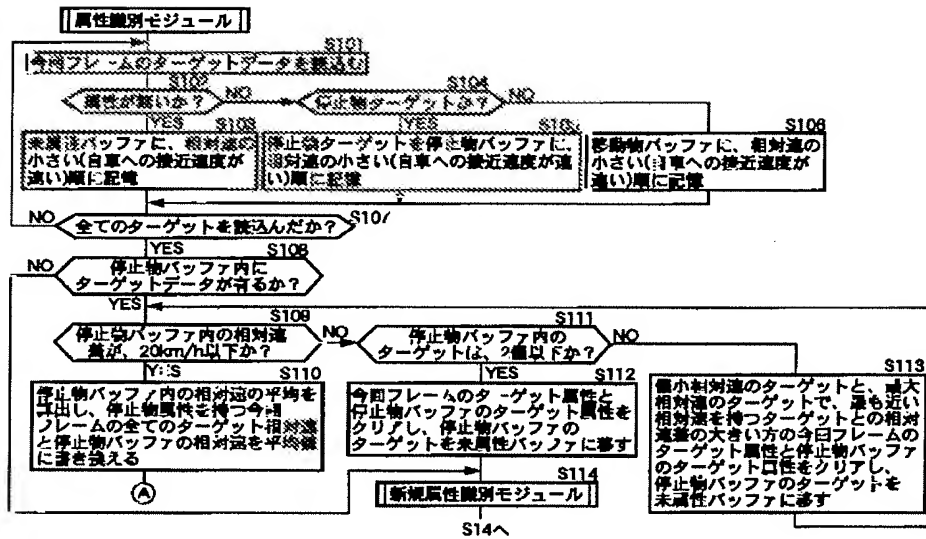 属性識別モジュール
S101
今回フレームのターゲットデータを読込む
S102
属性が無いか?
NO
S104
停止物ターゲットか?
NO
YES
S103
未属性バッファに、相対速の
小さい(自車への接近速度が
速い)順に記憶
YES
停止物ターゲットを停止物バッファに、
相対速の小さい(自車への接近速度が速
い)順に記憶
S106
移動物バッファに、相対速の
小さい(自車への接近速度が
速い)順に記憶
NO
全てのターゲットを読込んだか?
S107
YES
S108
NO
停止物バッファ内に
ターゲットデータが有るか?
YES
S109
停止物バッファ内の相対速
差が、20km/h以下か?
NO
S111
停止物バッファ内の
ターゲットは、2個以下か?
NO
YES
S110
停止物バッファ内の相対速の平均を
算出し、停止物属性を持つ今回
フレームの全てのターゲット相対速
と停止物バッファの相対速を平均値
に書き換える
A
YES
S112
今回フレームのターゲット属性と
停止物バッファのターゲット属性を
クリアし、停止物バッファの
ターゲットを未属性バッファに移す
S113
最小相対速のターゲットと、最大
相対速のターゲットで、最も近い
相対速を持つターゲットとの相対
速差の大きい方の今回フレームの
ターゲット属性と停止物バッファ
のターゲット属性をクリアし、
停止物バッファのターゲットを
未属性バッファに移す
S114
新規属性識別モジュール
S14へ